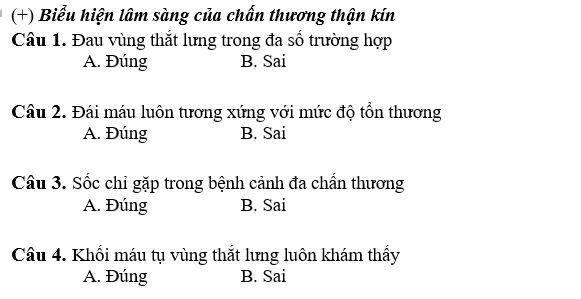 (+) Biểu hiện lâm sàng của chấn thương thận kín
Câu 1. Đau vùng thắt lưng trong đa số trường hợp
A. Đúng B. Sai
Câu 2. Đái máu luôn tương xứng với mức độ tổn thương
A. Đúng B. Sai
Câu 3. Sốc chỉ gặp trong bệnh cảnh đa chấn thương
A. Đúng B. Sai
Câu 4. Khối máu tụ vùng thắt lưng luôn khám thấy
A. Đúng B. Sai